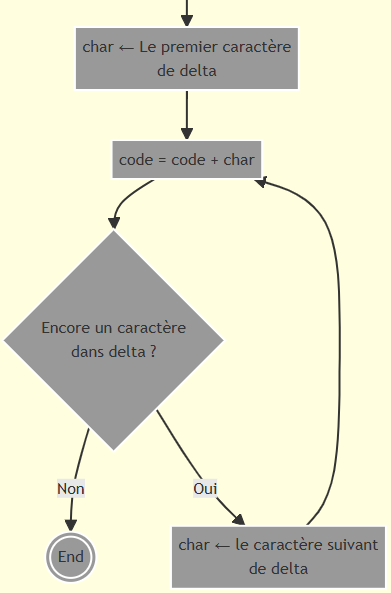 char ← Le premier caractère
de delta
code = code + char
Encore un caractère
dans delta ?
Non
Oui
End
char ← le caractère suivant
de delta